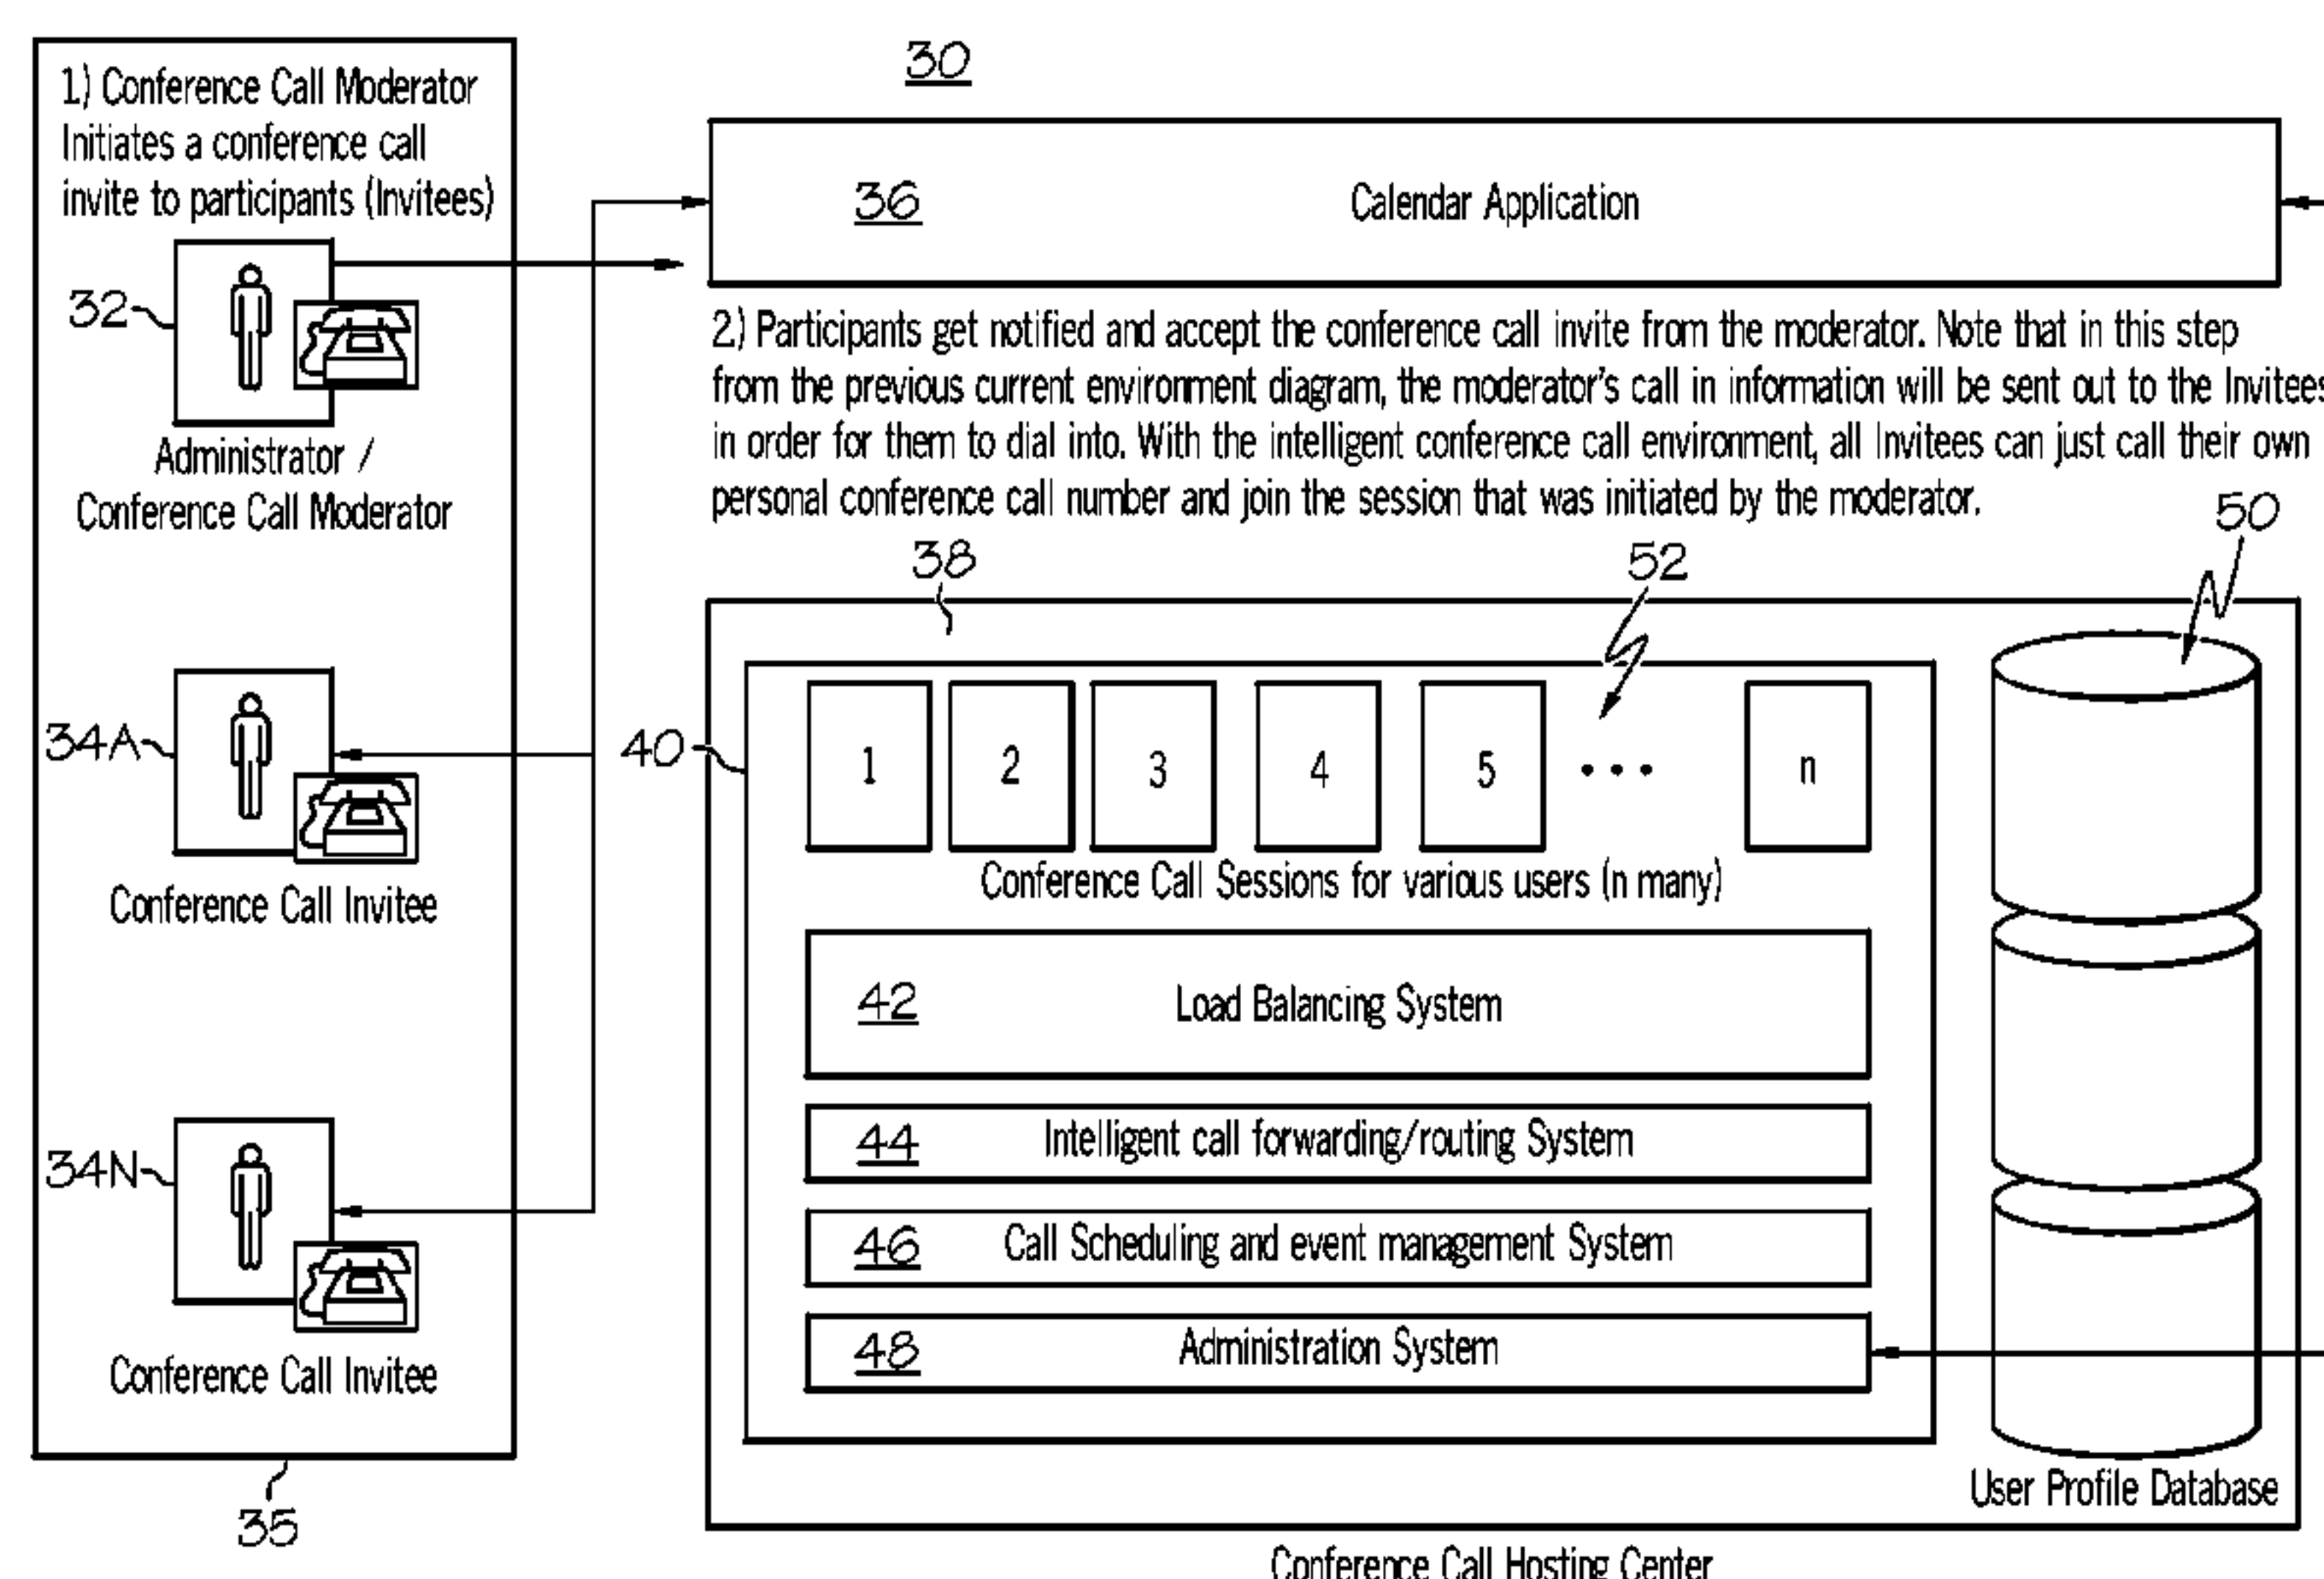 1.) Conference Call Moderator
Initiates a conference call
invite to participants (Invitees)
32
Administrator /
Conference Call Moderator
34A
Conference Call Invitee
34N
Conference Call Invitee
35
30
36 Calendar Application
2.) Participants get notified and accept the conference call invite from the moderator. Note that in this step
from the previous current environment diagram, the moderator's call in information will be sent out to the Invitees
in order for them to dial into. With the intelligent conference call environment, all Invitees can just call their own
personal conference call number and join the session that was initiated by the moderator.
38
52
50
40
1 2 3 4 5 ... n
Conference Call Sessions for various users (n many)
42 Load Balancing System
44 Intelligent call forwarding/routing System
46 Call Scheduling and event management System
48 Administration System
User Profile Database
Conference Call Hosting Center